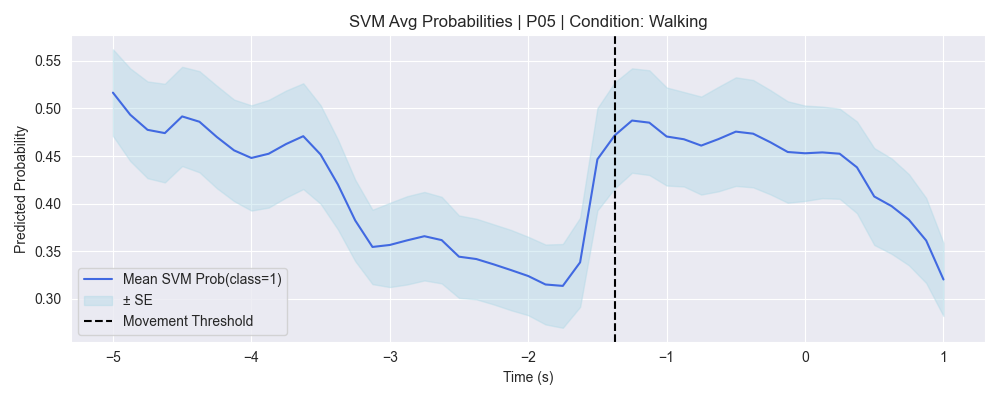 SVM Avg Probabilities | P05 | Condition: Walking
Predicted Probability
0.55
0.50
0.45
0.40
0.35
0.30
Mean SVM Prob(class=1)
± SE
Movement Threshold
−5
−4
−3
−2
−1
0
1
Time (s)